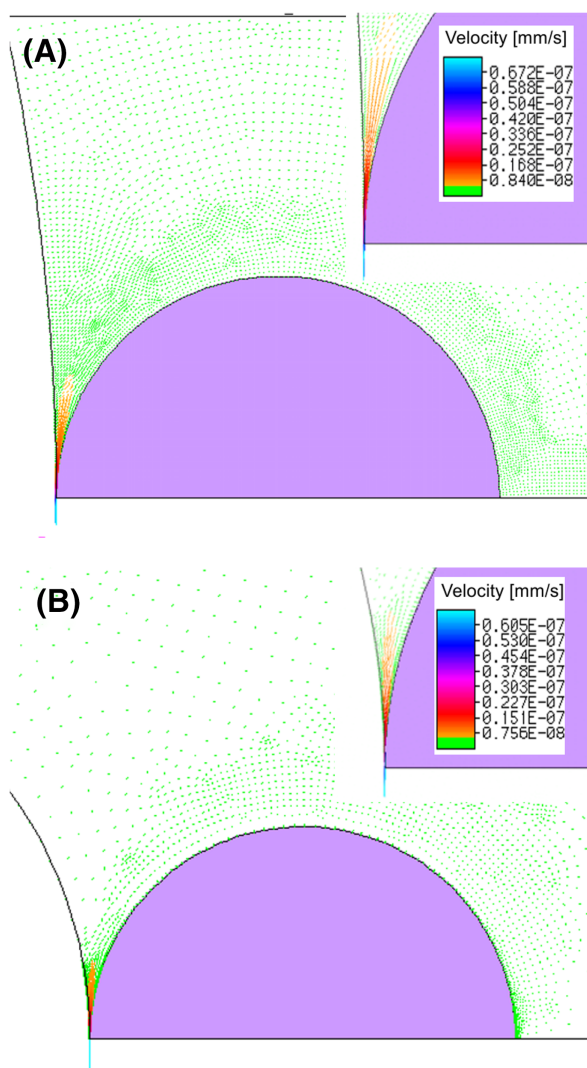 (A)
Velocity [mm/s]
0.672E-07
0.588E-07
0.504E-07
0.420E-07
0.336E-07
0.252E-07
0.168E-07
0.840E-08
(B)
Velocity [mm/s]
0.605E-07
0.530E-07
0.454E-07
0.378E-07
0.303E-07
0.227E-07
0.151E-07
0.756E-08